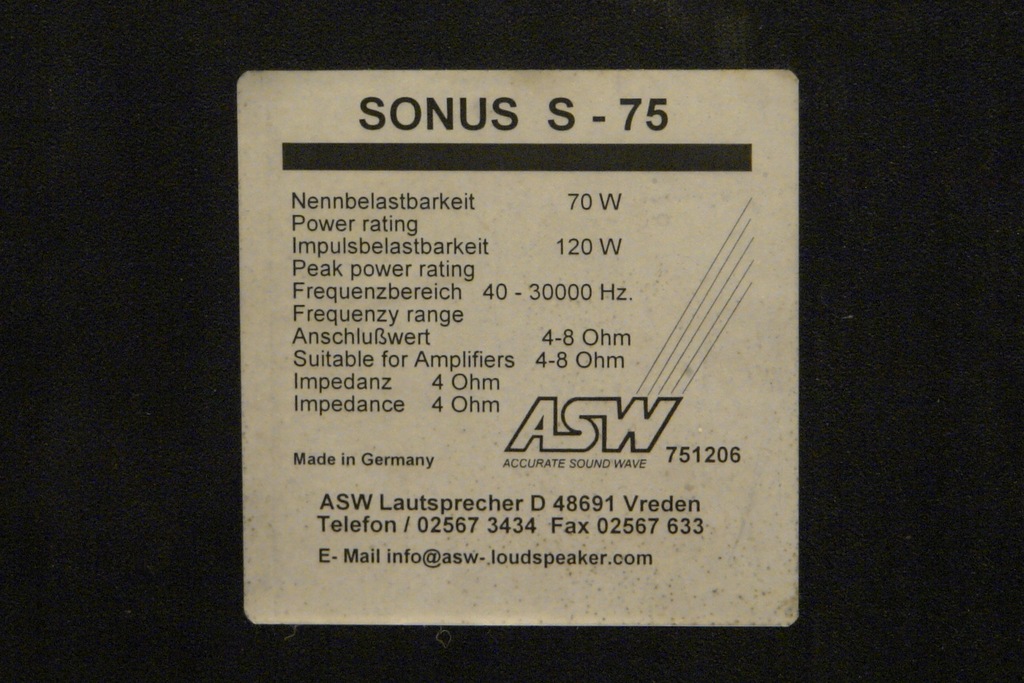 SONUS S - 75
Nennbelastbarkeit 70 W
Power rating
Impulsbelastbarkeit 120 W
Peak power rating
Frequenzbereich 40 - 30000 Hz.
Frequenzy range
Anschlußwert 4-8 Ohm
Suitable for Amplifiers 4-8 Ohm
Impedanz 4 Ohm
Impedance 4 Ohm
ASW
ACCURATE SOUND WAVE
751206
Made in Germany
ASW Lautsprecher D 48691 Vreden
Telefon / 02567 3434 Fax 02567 633
E- Mail info@asw-.loudspeaker.com